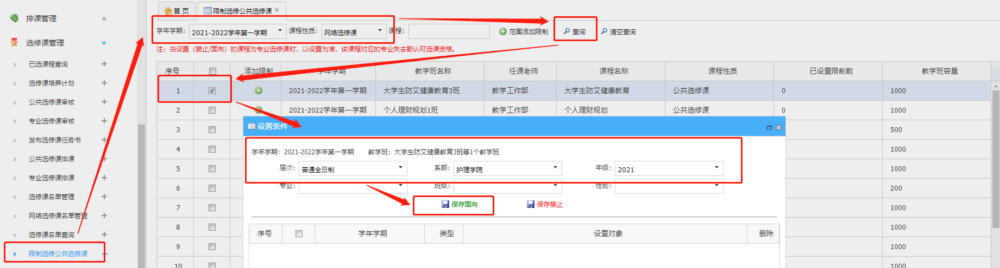 排课管理
选修课管理
已选课程查询
选修课培养计划
公共选修课审核
专业选修课审核
发布选修课任务书
公共选修课排课
专业选修课排课
选修课名单管理
网络选修课名单管理
选修课名单查询
限制选修公共选修课
首 页
限制选修公共选修课
学年学期: 2021-2022学年第一学期 课程性质: 网络选修课 课程: 范围添加限制 查询 清空查询
注: 当设置（禁止/面向）的课程为专业选修课时，以设置为准，该课程对应的专业失去默认可选课资格。
序号 添加限制 学年学期 教学班名称 任课老师 课程名称 课程性质 已设置限制数 教学班容量
1 2021-2022学年第一学期 大学生防艾健康教育3班 教学工作部 大学生防艾健康教育 公共选修课 0 1000
2 2021-2022学年第一学期 个人理财规划1班 教学工作部 个人理财规划 公共选修课 0 1000
3 500
4 1000
5 1000
6 200
7 1000
8 1000
9 1000
10 1000
设置条件
学年学期: 2021-2022学年第一学期 教学班: 大学生防艾健康教育3班等1个教学班
层次: 普通全日制 系部: 护理学院 年级: 2021
专业: 班级: 性别:
保存面向 保存禁止
序号 学年学期 类型 设置对象 删除